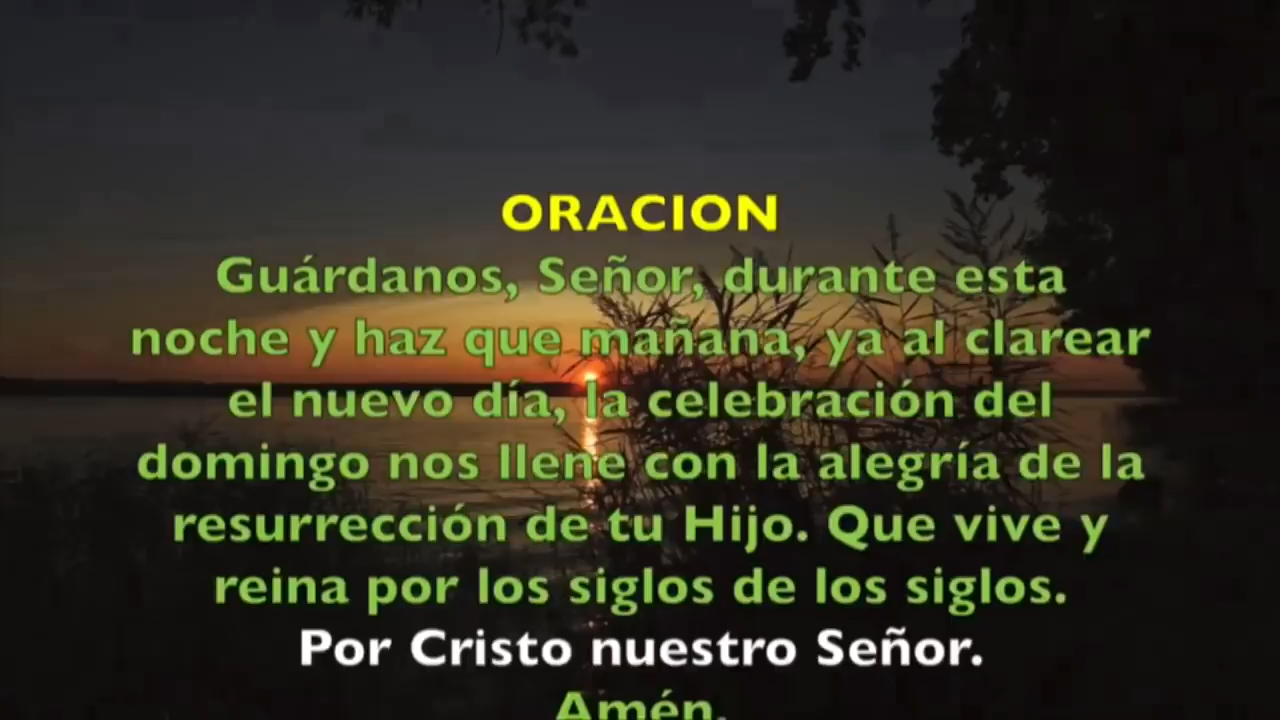 ORACION
Guárdanos, Señor, durante esta
noche y haz que mañana, ya al clarear
el nuevo día, la celebración del
domingo nos llene con la alegría de la
resurrección de tu Hijo. Que vive y
reina por los siglos de los siglos.
Por Cristo nuestro Señor.
Amén.